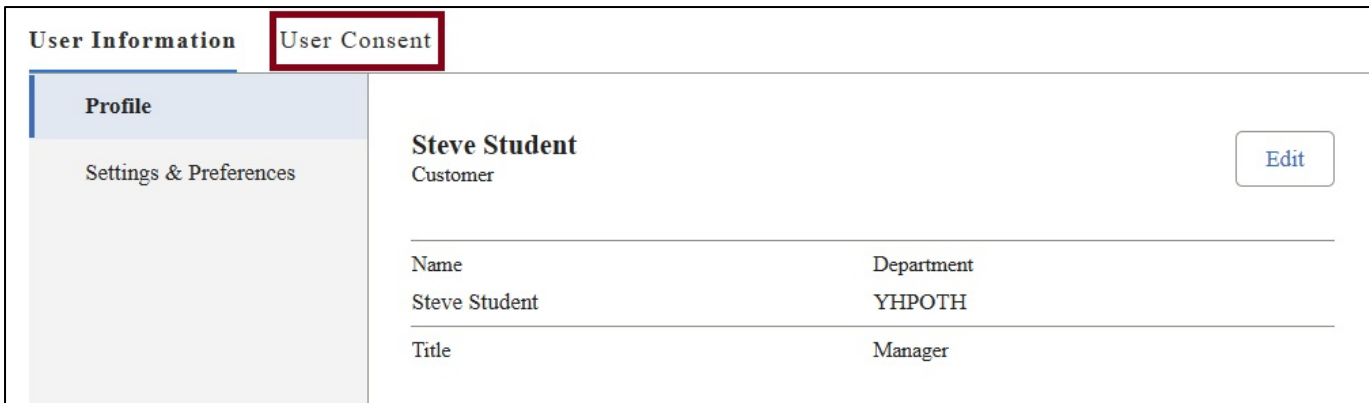 User Information User Consent
Profile
Settings & Preferences
Steve Student
Customer
Edit
Name Department
Steve Student YHPOTH
Title Manager